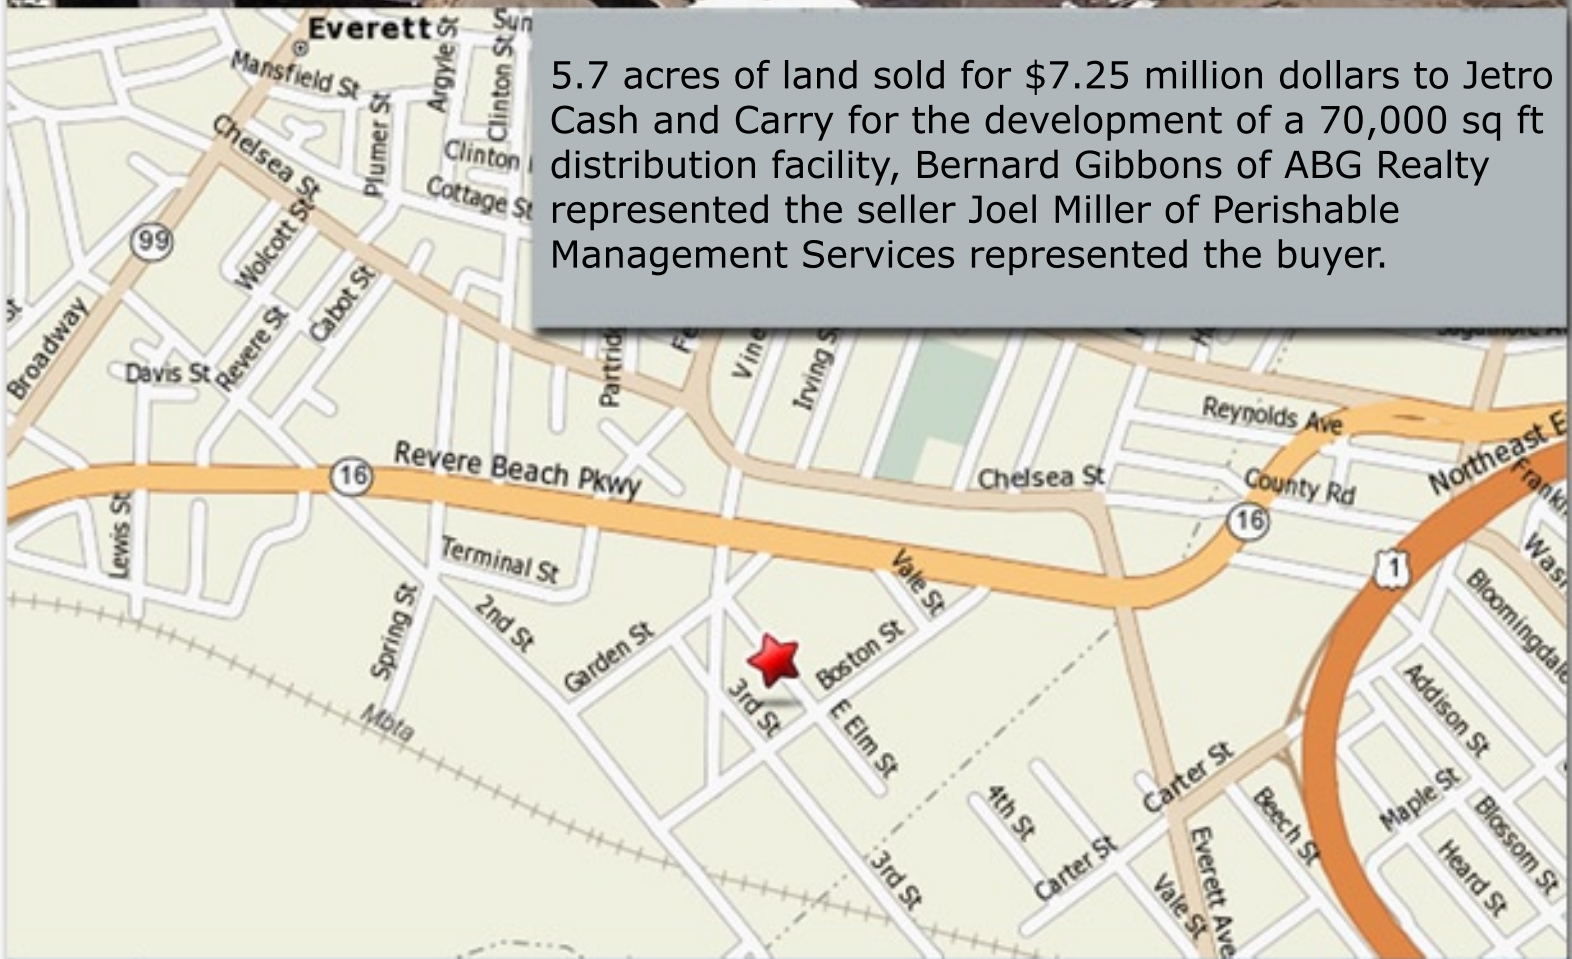 Everett
Argyle St
Sun
Mansfield St
Clinton St
Plumer St
Chelsea St
Clinton
Cottage St
99
Wolcott St
Cabot St
Revere St
Broadway
Davis St
St
5.7 acres of land sold for $7.25 million dollars to Jetro
Cash and Carry for the development of a 70,000 sq ft
distribution facility, Bernard Gibbons of ABG Realty
represented the seller Joel Miller of Perishable
Management Services represented the buyer.
Partrid
Fe
Vine
Irving S
Reynolds Ave
Northeast E
Frankl
Chelsea St
County Rd
16
Revere Beach Pkwy
16
1
Wash
Lewis St
Terminal St
Vale St
Bloomingdale
Spring St
2nd St
Garden St
Boston St
3rd St
E Elm St
Mbta
Addison St
Carter St
4th St
Beech St
Maple St
Blossom St
Heard St
3rd St
Carter St
Vale St
Everett Ave